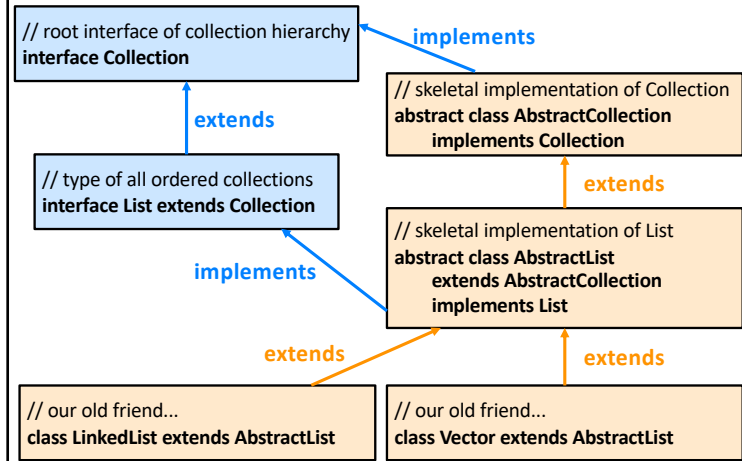 // root interface of collection hierarchy
interface Collection
implements
// skeletal implementation of Collection
abstract class AbstractCollection
implements Collection
extends
extends
// type of all ordered collections
interface List extends Collection
// skeletal implementation of List
abstract class AbstractList
extends AbstractCollection
implements List
implements
extends
extends
// our old friend...
class LinkedList extends AbstractList
// our old friend...
class Vector extends AbstractList